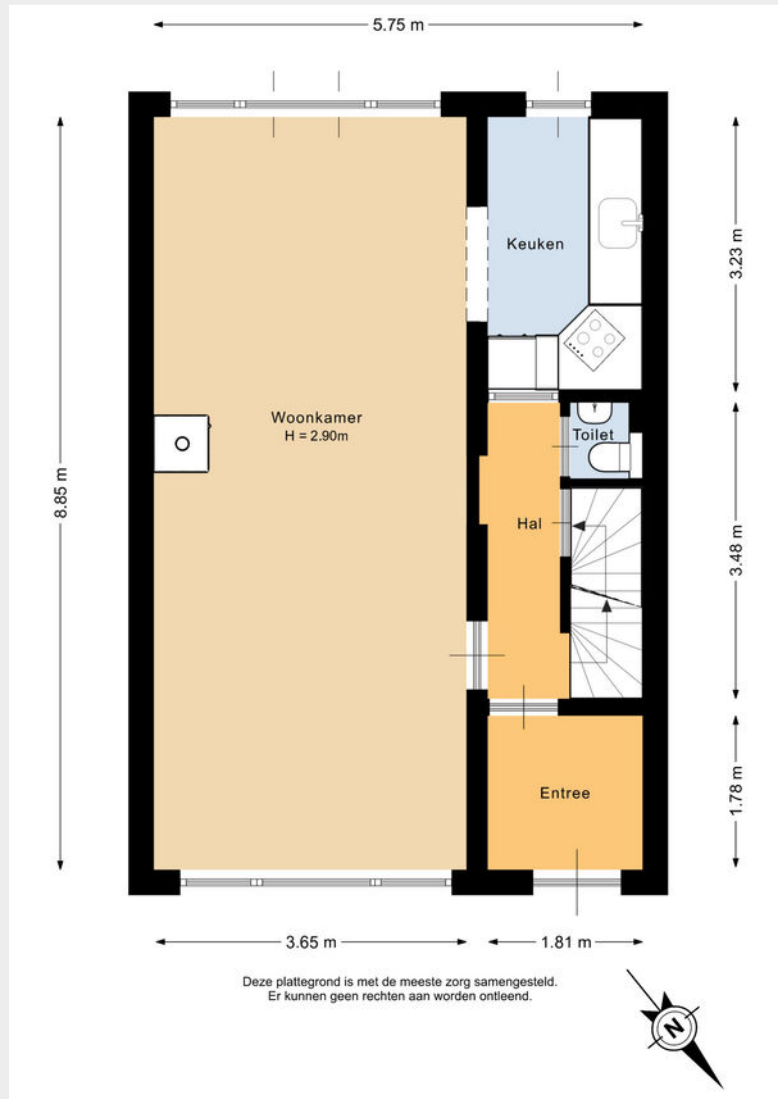 5.75 m
Keuken
3.23 m
Woonkamer
H = 2.90m
Toilet
8.85 m
Hal
3.48 m
Entree
1.78 m
3.65 m
1.81 m
Deze plattegrond is met de meeste zorg samengesteld.
Er kunnen geen rechten aan worden ontleend.
N